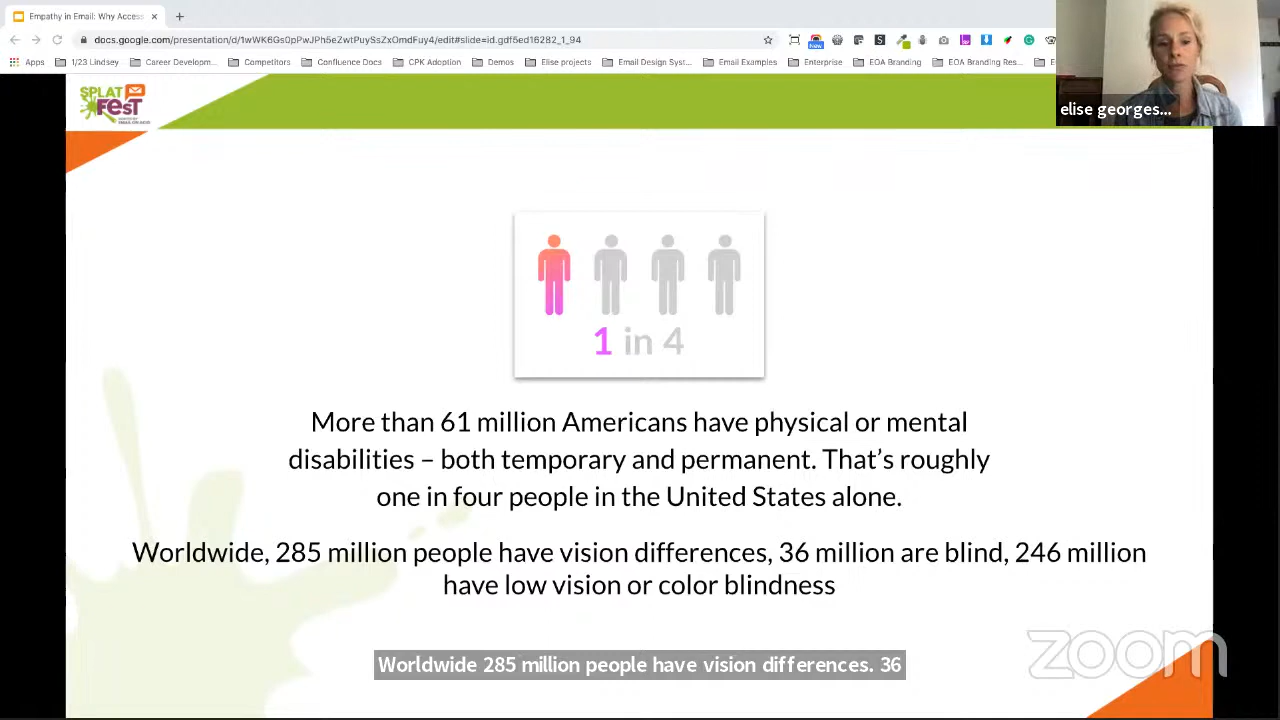 Empathy in Email: Why Access
docs.google.com/presentation/d/1wWK6Gs0pPwJPh5eZwtPuySsZxOmdFuy4/edit#slide=id.gdf5ed16282_1_94
New
Apps 1/23 Lindsey Career Developm... Competitors Confluence Docs CPK Adoption Demos Elise projects Email Design Syst... Email Examples Enterprise EOA Branding EOA Branding Res...
elise georges...
SPLAT
FEST
1 in 4
More than 61 million Americans have physical or mental
disabilities – both temporary and permanent. That's roughly
one in four people in the United States alone.
Worldwide, 285 million people have vision differences, 36 million are blind, 246 million
have low vision or color blindness
Worldwide 285 million people have vision differences. 36
zoom